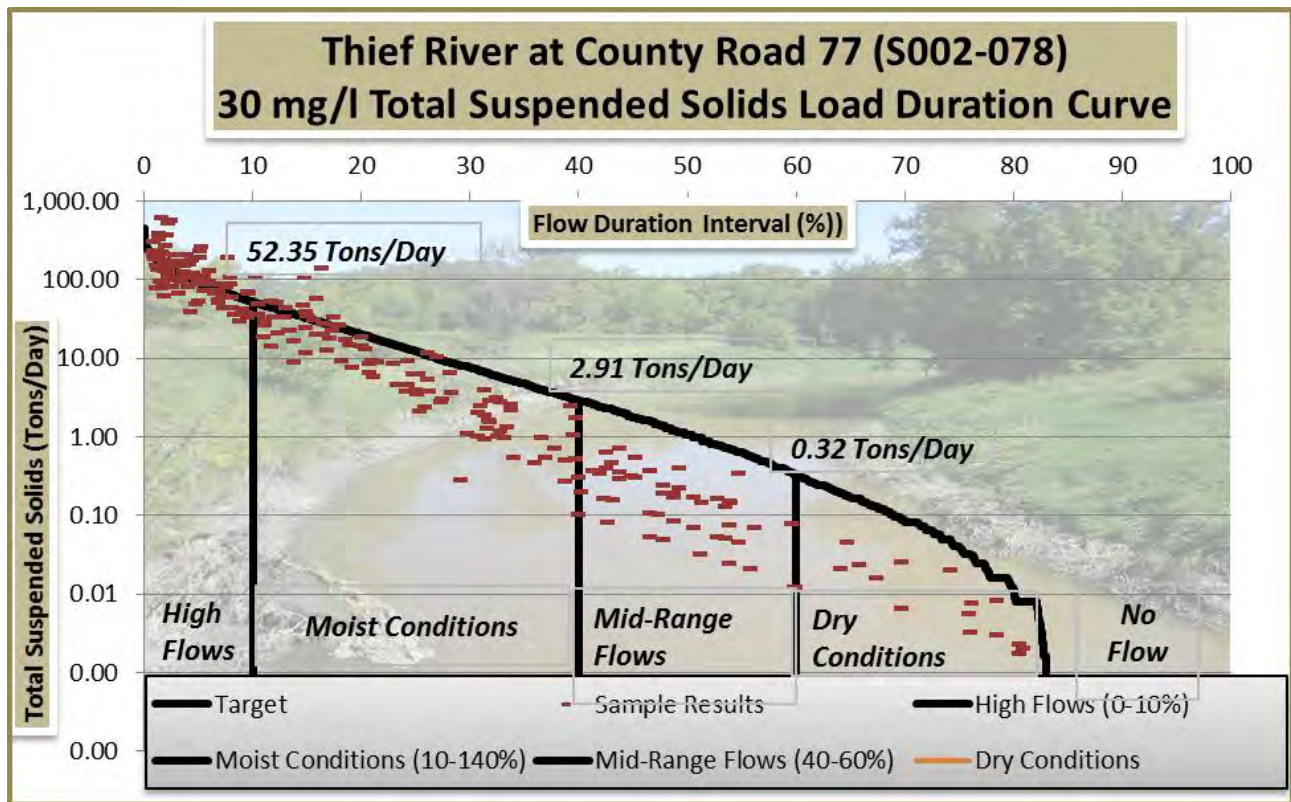 Thief River at County Road 77 (S002-078)
30 mg/l Total Suspended Solids Load Duration Curve
0 10 20 30 40 50 60 70 80 90 100
Flow Duration Interval (%))
Total Suspended Solids (Tons/Day)
1,000.00
100.00
10.00
1.00
0.10
0.01
0.00
0.00
52.35 Tons/Day
2.91 Tons/Day
0.32 Tons/Day
High
Flows
Moist Conditions
Mid-Range
Flows
Dry
Conditions
No
Flow
Target
Sample Results
High Flows (0-10%)
Moist Conditions (10-140%)
Mid-Range Flows (40-60%)
Dry Conditions